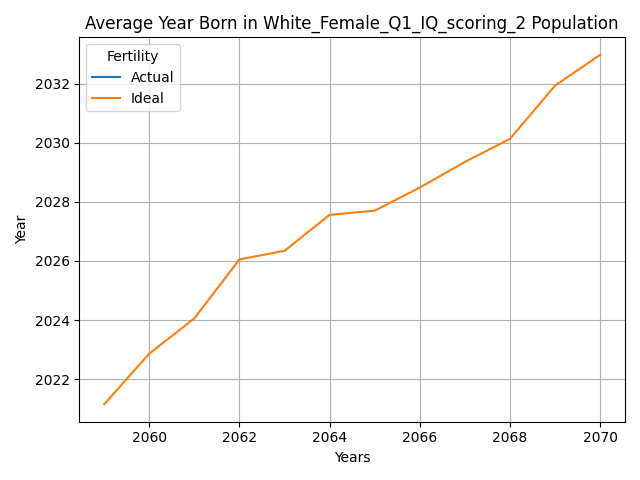 Average Year Born in White_Female_Q1_IQ_scoring_2 Population
Fertility
Actual
Ideal
2032
2030
2028
2026
2024
2022
Year
2060 2062 2064 2066 2068 2070
Years